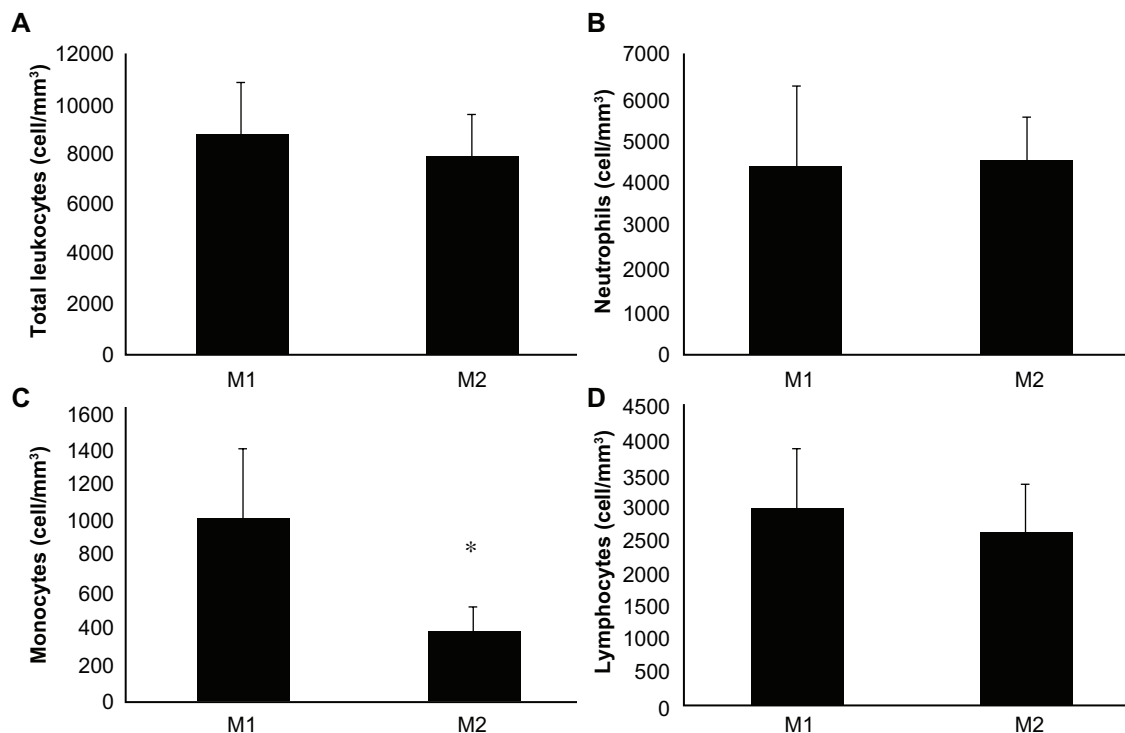 A
Total leukocytes (cell/mm³)
12000
10000
8000
6000
4000
2000
0
M1
M2
B
Neutrophils (cell/mm³)
7000
6000
5000
4000
3000
2000
1000
0
M1
M2
C
Monocytes (cell/mm³)
1600
1400
1200
1000
800
600
400
200
0
*
M1
M2
D
Lymphocytes (cell/mm³)
4500
4000
3500
3000
2500
2000
1500
1000
500
0
M1
M2